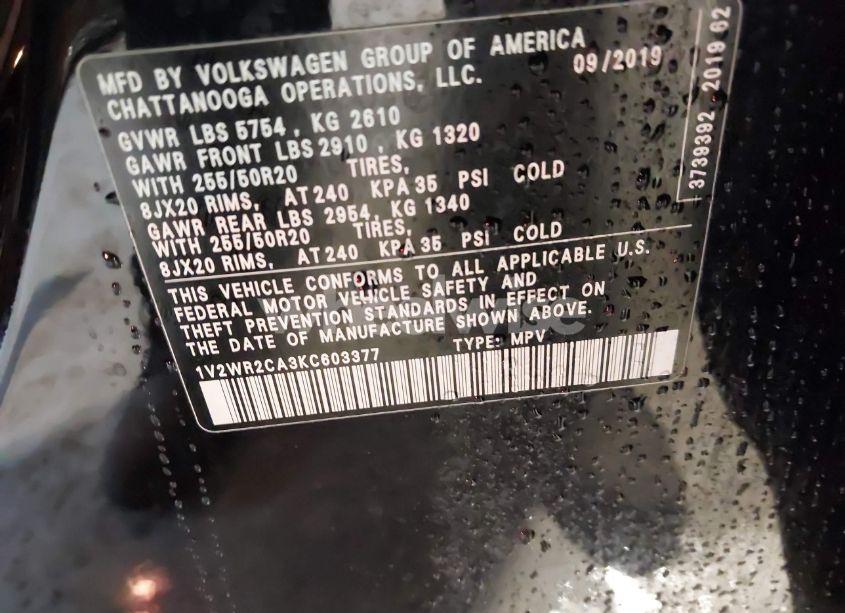 MFD BY VOLKSWAGEN GROUP OF AMERICA 09/2019
CHATTANOOGA OPERATIONS, LLC.
GVWR LBS 5754 , KG 2610
GAWR FRONT LBS 2910 , KG 1320
WITH 255/50R20 TIRES,
8JX20 RIMS, AT 240 KPA 35 PSI COLD
GAWR REAR LBS 2954, KG 1340
WITH 255/50R20 TIRES,
8JX20 RIMS, AT 240 KPA 35 PSI COLD
THIS VEHICLE CONFORMS TO ALL APPLICABLE U.S.
FEDERAL MOTOR VEHICLE SAFETY AND
THEFT PREVENTION STANDARDS IN EFFECT ON
THE DATE OF MANUFACTURE SHOWN ABOVE.
1V2WR2CA3KC603377 TYPE: MPV
3739392 2019 62